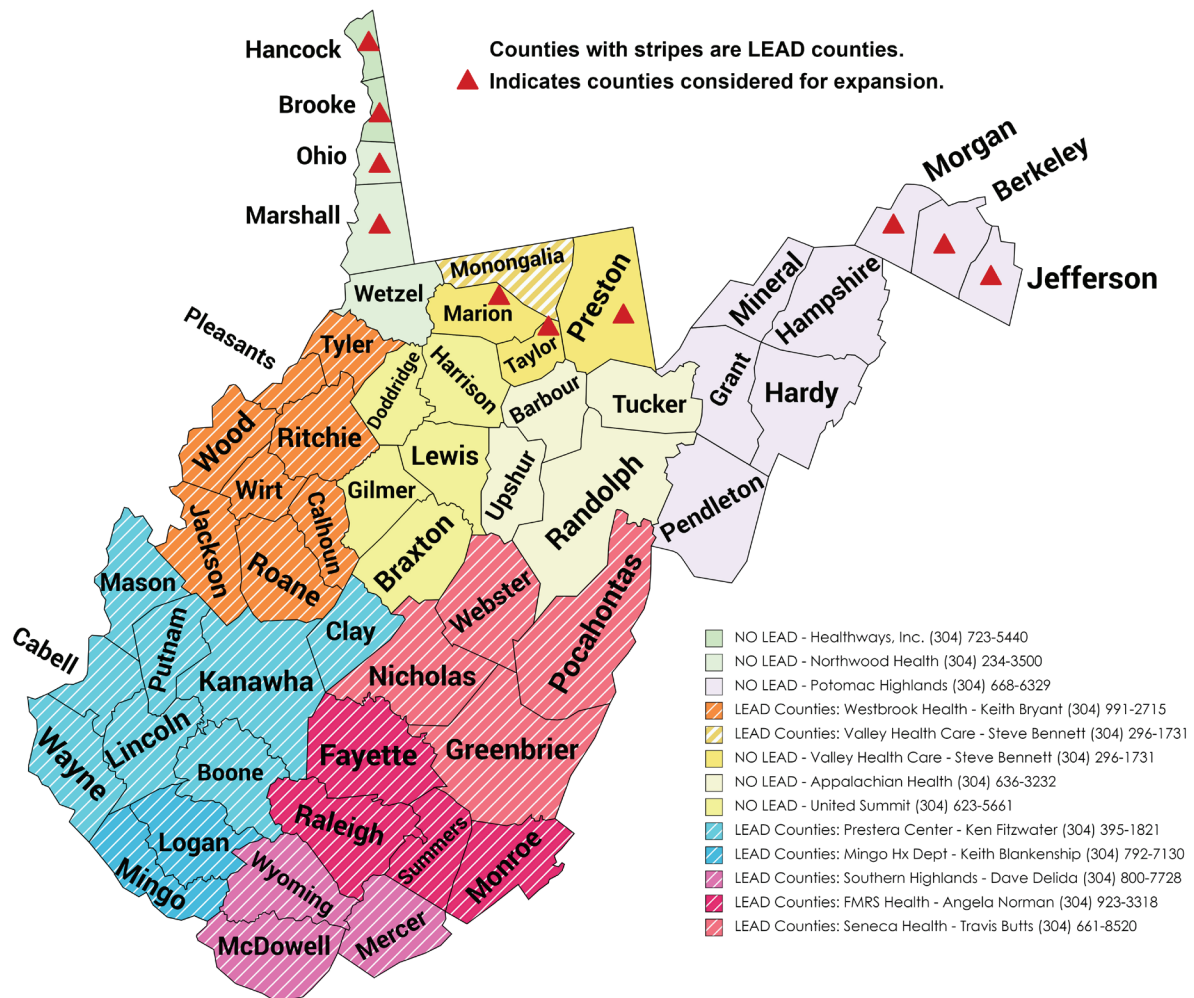 Counties with stripes are LEAD counties.
Indicates counties considered for expansion.
Hancock
Brooke
Ohio
Marshall
Morgan
Berkeley
Jefferson
Monongalia
Wetzel
Marion
Preston
Mineral
Hampshire
Pleasants
Tyler
Doddridge
Harrison
Taylor
Barbour
Tucker
Grant
Hardy
Wood
Ritchie
Lewis
Upshur
Randolph
Pendleton
Wirt
Calhoun
Gilmer
Braxton
Jackson
Roane
Mason
Clay
Webster
Pocahontas
Cabell
Putnam
Kanawha
Nicholas
Wayne
Lincoln
Boone
Fayette
Greenbrier
Logan
Mingo
Raleigh
Summers
Monroe
Wyoming
McDowell
Mercer
NO LEAD - Healthways, Inc. (304) 723-5440
NO LEAD - Northwood Health (304) 234-3500
NO LEAD - Potomac Highlands (304) 668-6329
LEAD Counties: Westbrook Health - Keith Bryant (304) 991-2715
LEAD Counties: Valley Health Care - Steve Bennett (304) 296-1731
NO LEAD - Valley Health Care - Steve Bennett (304) 296-1731
NO LEAD - Appalachian Health (304) 636-3232
NO LEAD - United Summit (304) 623-5661
LEAD Counties: Prestera Center - Ken Fitzwater (304) 395-1821
LEAD Counties: Mingo Hx Dept - Keith Blankenship (304) 792-7130
LEAD Counties: Southern Highlands - Dave Delida (304) 800-7728
LEAD Counties: FMRS Health - Angela Norman (304) 923-3318
LEAD Counties: Seneca Health - Travis Butts (304) 661-8520